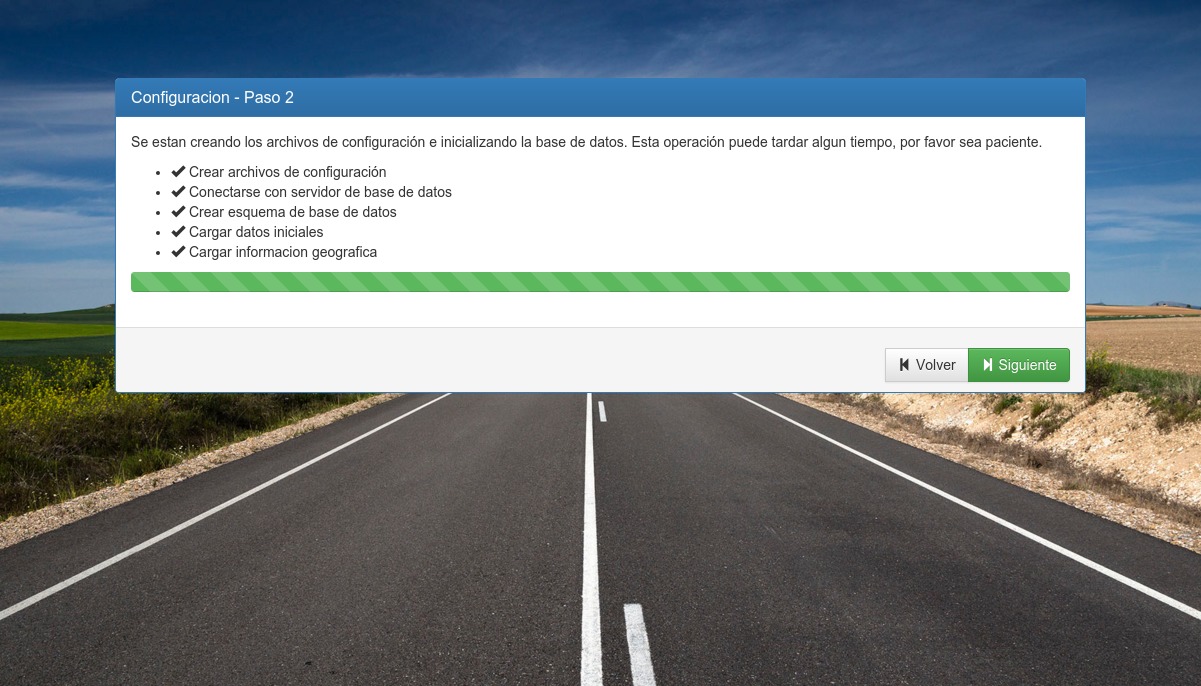 Configuracion - Paso 2
Se estan creando los archivos de configuración e inicializando la base de datos. Esta operación puede tardar algun tiempo, por favor sea paciente.
Crear archivos de configuración
Conectarse con servidor de base de datos
Crear esquema de base de datos
Cargar datos iniciales
Cargar informacion geografica
Volver
Siguiente